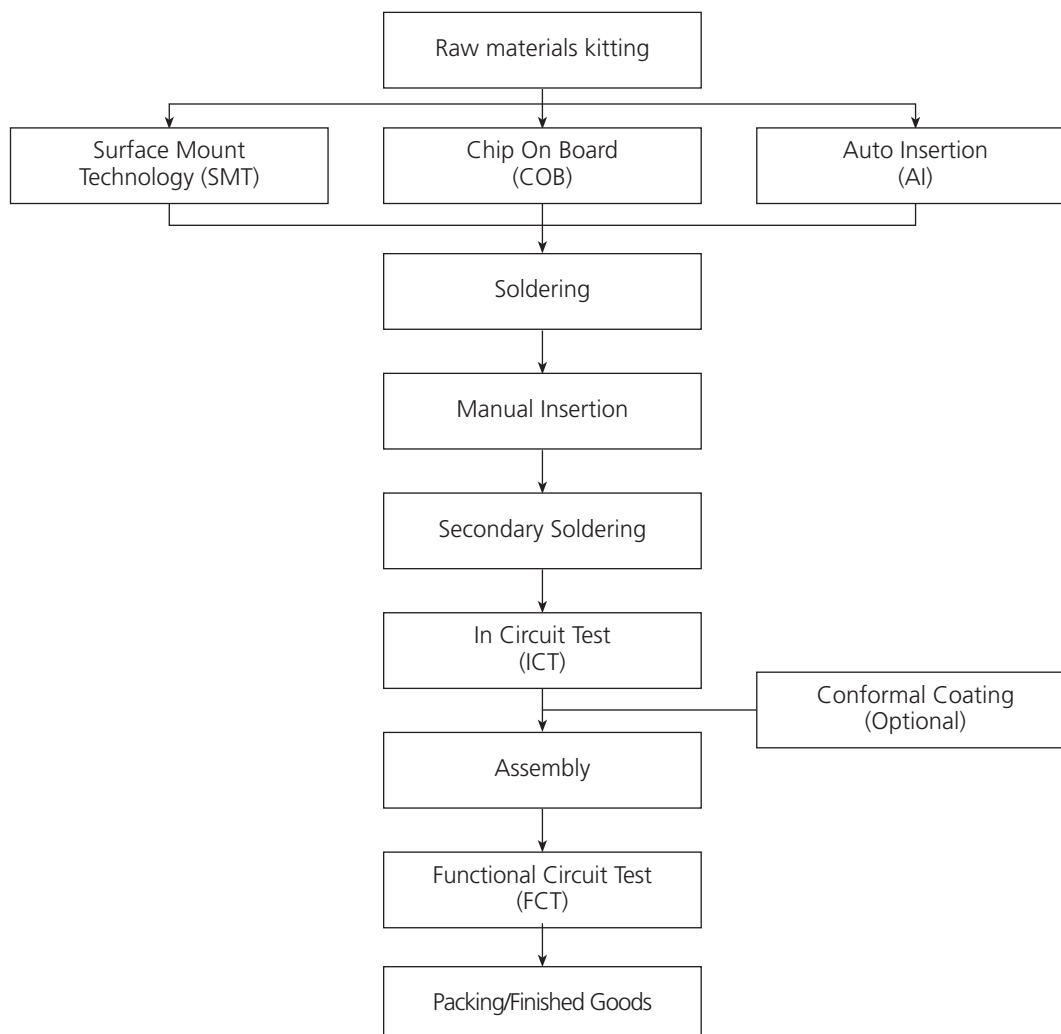 Raw materials kitting
Surface Mount
Technology (SMT)
Chip On Board
(COB)
Auto Insertion
(AI)
Soldering
Manual Insertion
Secondary Soldering
In Circuit Test
(ICT)
Conformal Coating
(Optional)
Assembly
Functional Circuit Test
(FCT)
Packing/Finished Goods